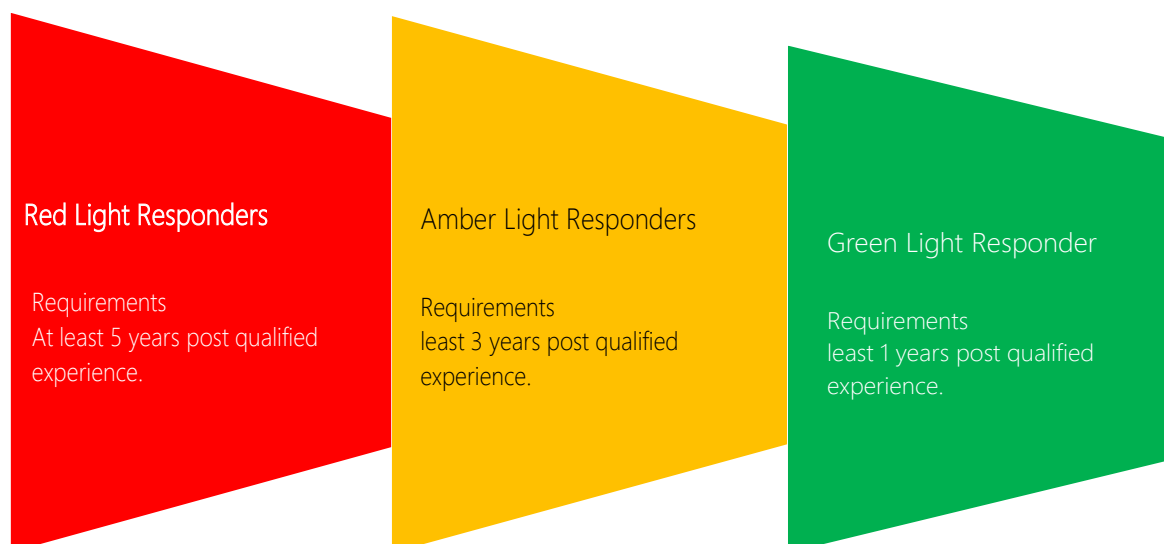 Red Light Responders
Requirements
At least 5 years post qualified
experience.
Amber Light Responders
Requirements
least 3 years post qualified
experience.
Green Light Responder
Requirements
least 1 years post qualified
experience.